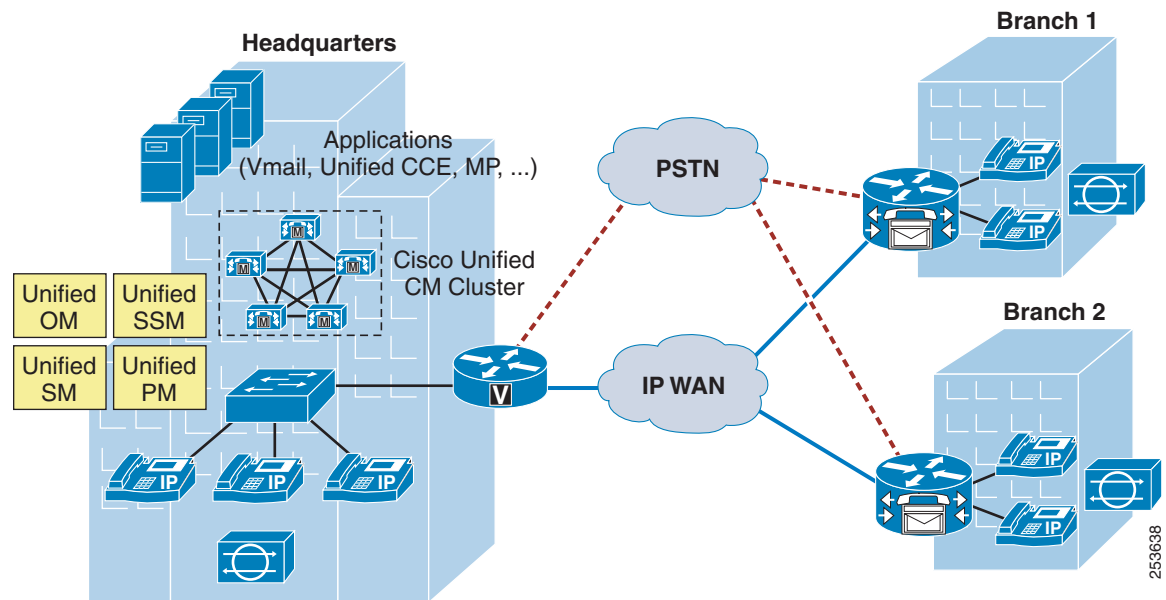 Headquarters
Applications
(Vmail, Unified CCE, MP, ...)
M
M
M
M
M
Cisco Unified
CM Cluster
Unified
OM
Unified
SSM
Unified
SM
Unified
PM
V
IP
IP
IP
PSTN
IP WAN
Branch 1
IP
IP
Branch 2
IP
IP
253638